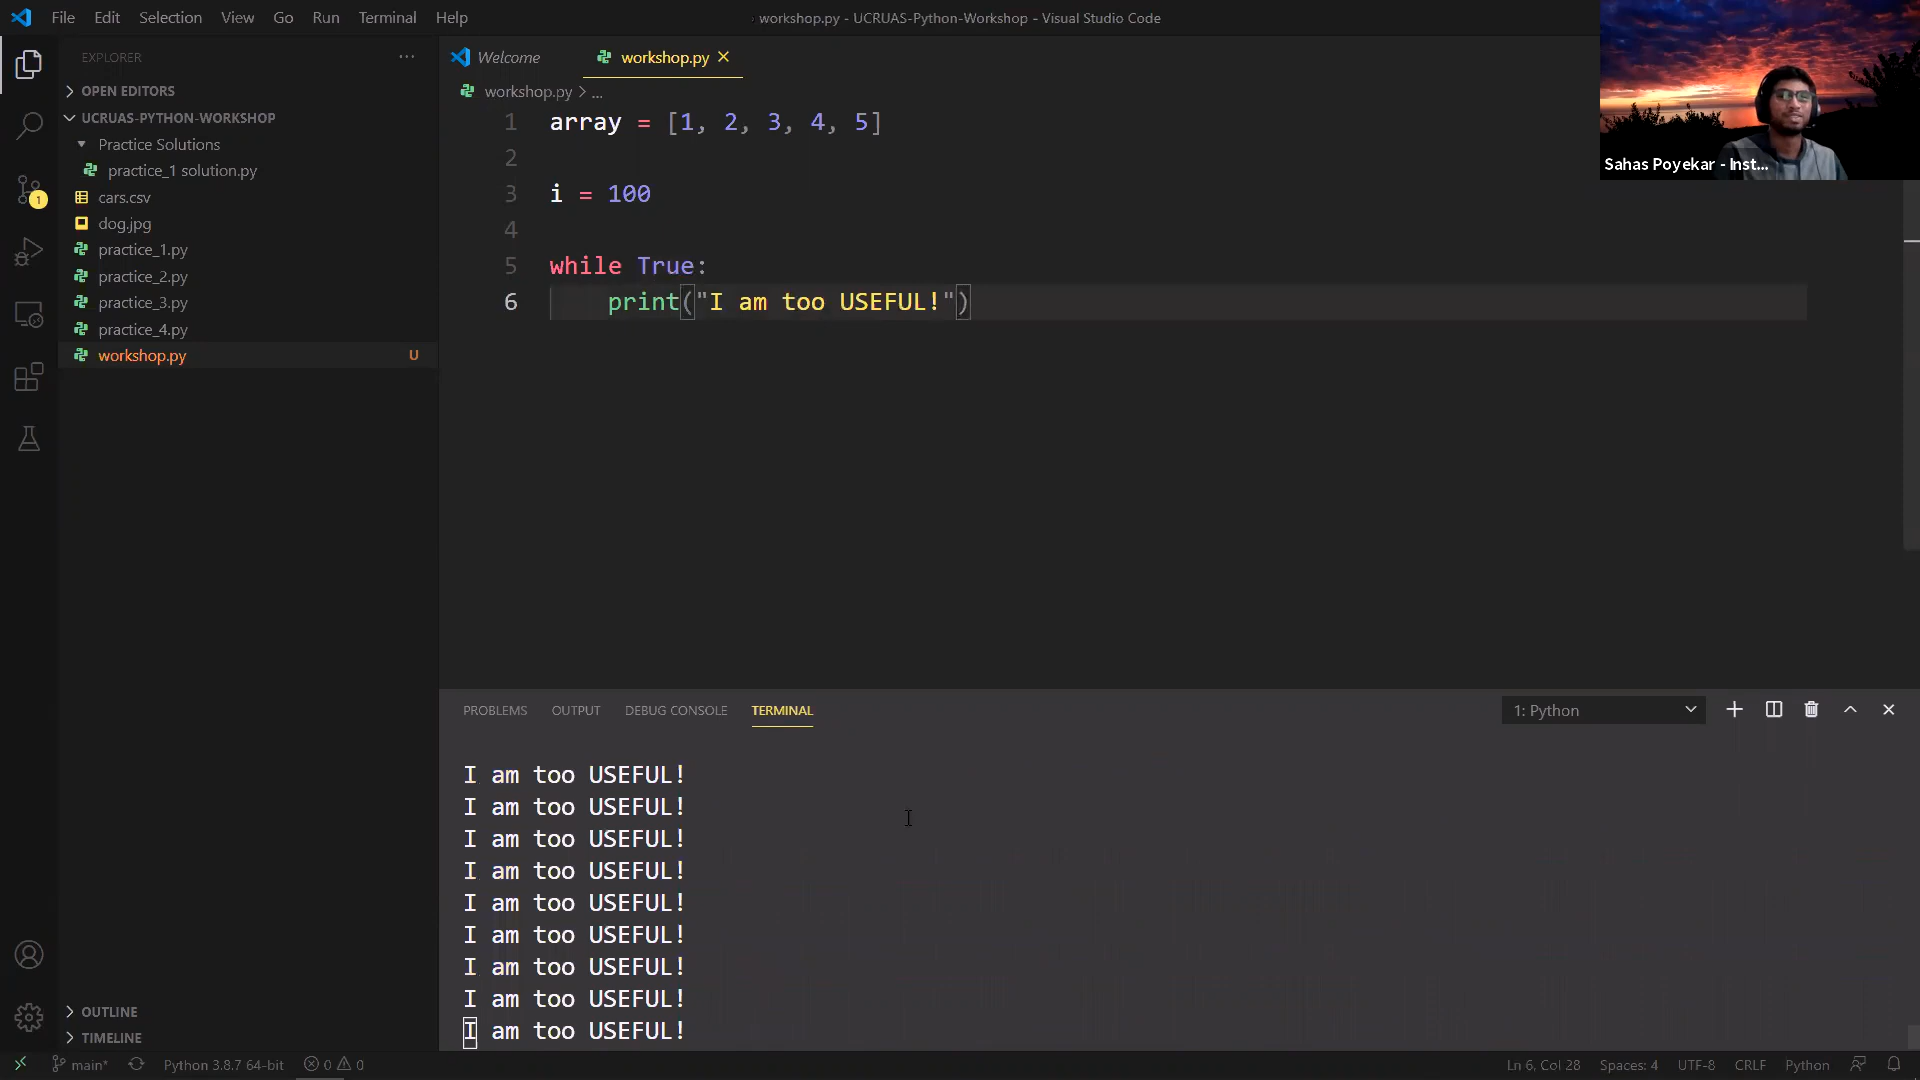 File Edit Selection View Go Run Terminal Help
workshop.py - UCRUAS-Python-Workshop - Visual Studio Code
EXPLORER
OPEN EDITORS
UCRUAS-PYTHON-WORKSHOP
Practice Solutions
practice_1 solution.py
cars.csv
dog.jpg
practice_1.py
practice_2.py
practice_3.py
practice_4.py
workshop.py U
OUTLINE
TIMELINE
1
Welcome workshop.py
workshop.py > ...
1 array = [1, 2, 3, 4, 5]
2
3 i = 100
4
5 while True:
6 print("I am too USEFUL!")
Sahas Poyekar - Inst...
PROBLEMS OUTPUT DEBUG CONSOLE TERMINAL 1: Python
I am too USEFUL!
I am too USEFUL!
I am too USEFUL!
I am too USEFUL!
I am too USEFUL!
I am too USEFUL!
I am too USEFUL!
I am too USEFUL!
I am too USEFUL!
main* Python 3.8.7 64-bit 0 0 Ln 6, Col 28 Spaces: 4 UTF-8 CRLF Python